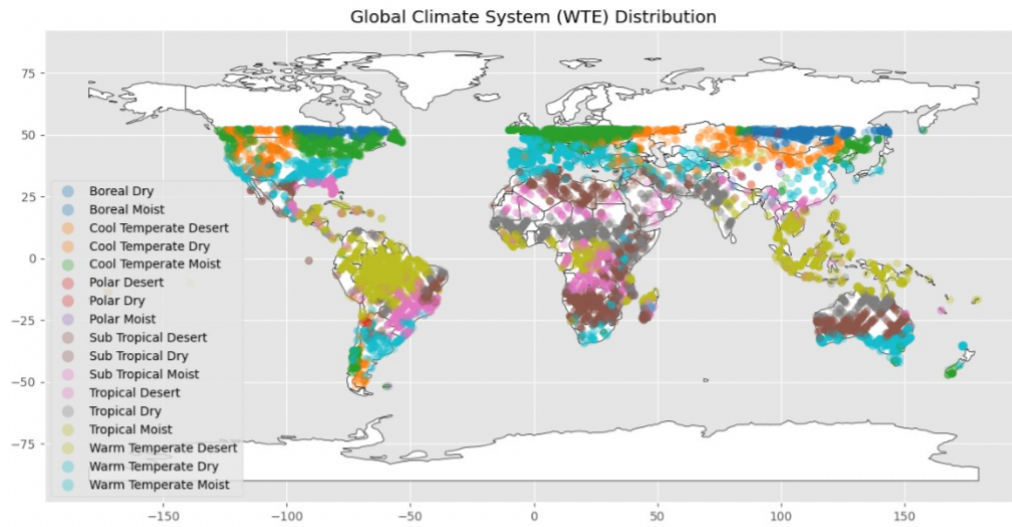 Global Climate System (WTE) Distribution
75
50
25
0
−25
−50
−75
Boreal Dry
Boreal Moist
Cool Temperate Desert
Cool Temperate Dry
Cool Temperate Moist
Polar Desert
Polar Dry
Polar Moist
Sub Tropical Desert
Sub Tropical Dry
Sub Tropical Moist
Tropical Desert
Tropical Dry
Tropical Moist
Warm Temperate Desert
Warm Temperate Dry
Warm Temperate Moist
−150 −100 −50 0 50 100 150